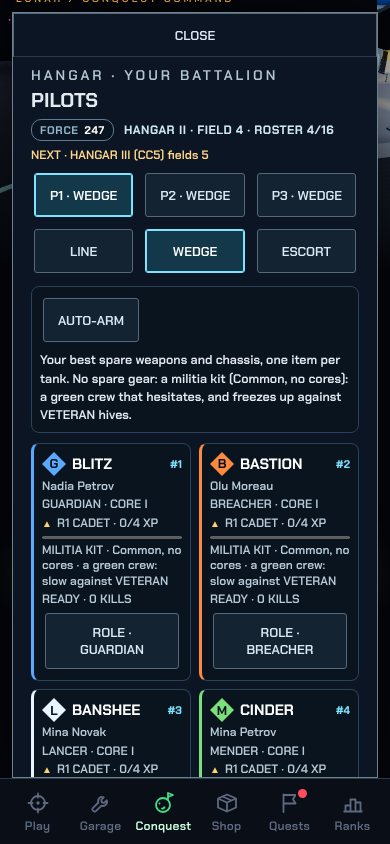 LUNAR / CONQUEST COMMAND
CLOSE
HANGAR · YOUR BATTALION
PILOTS
FORCE 247
HANGAR II · FIELD 4 · ROSTER 4/16
NEXT · HANGAR III (CC5) fields 5
P1 · WEDGE
P2 · WEDGE
P3 · WEDGE
LINE
WEDGE
ESCORT
AUTO-ARM
Your best spare weapons and chassis, one item per
tank. No spare gear: a militia kit (Common, no cores):
a green crew that hesitates, and freezes up against
VETERAN hives.
G BLITZ #1
Nadia Petrov
GUARDIAN · CORE I
▲ R1 CADET · 0/4 XP
MILITIA KIT · Common, no
cores · a green crew:
slow against VETERAN
READY · 0 KILLS
ROLE ·
GUARDIAN
B BASTION #2
Olu Moreau
BREACHER · CORE I
▲ R1 CADET · 0/4 XP
MILITIA KIT · Common, no
cores · a green crew:
slow against VETERAN
READY · 0 KILLS
ROLE ·
BREACHER
L BANSHEE #3
Mina Novak
LANCER · CORE I
▲ R1 CADET · 0/4 XP
M CINDER #4
Mina Petrov
MENDER · CORE I
▲ R1 CADET · 0/4 XP
Play
Garage
Conquest
Shop
Quests
Ranks